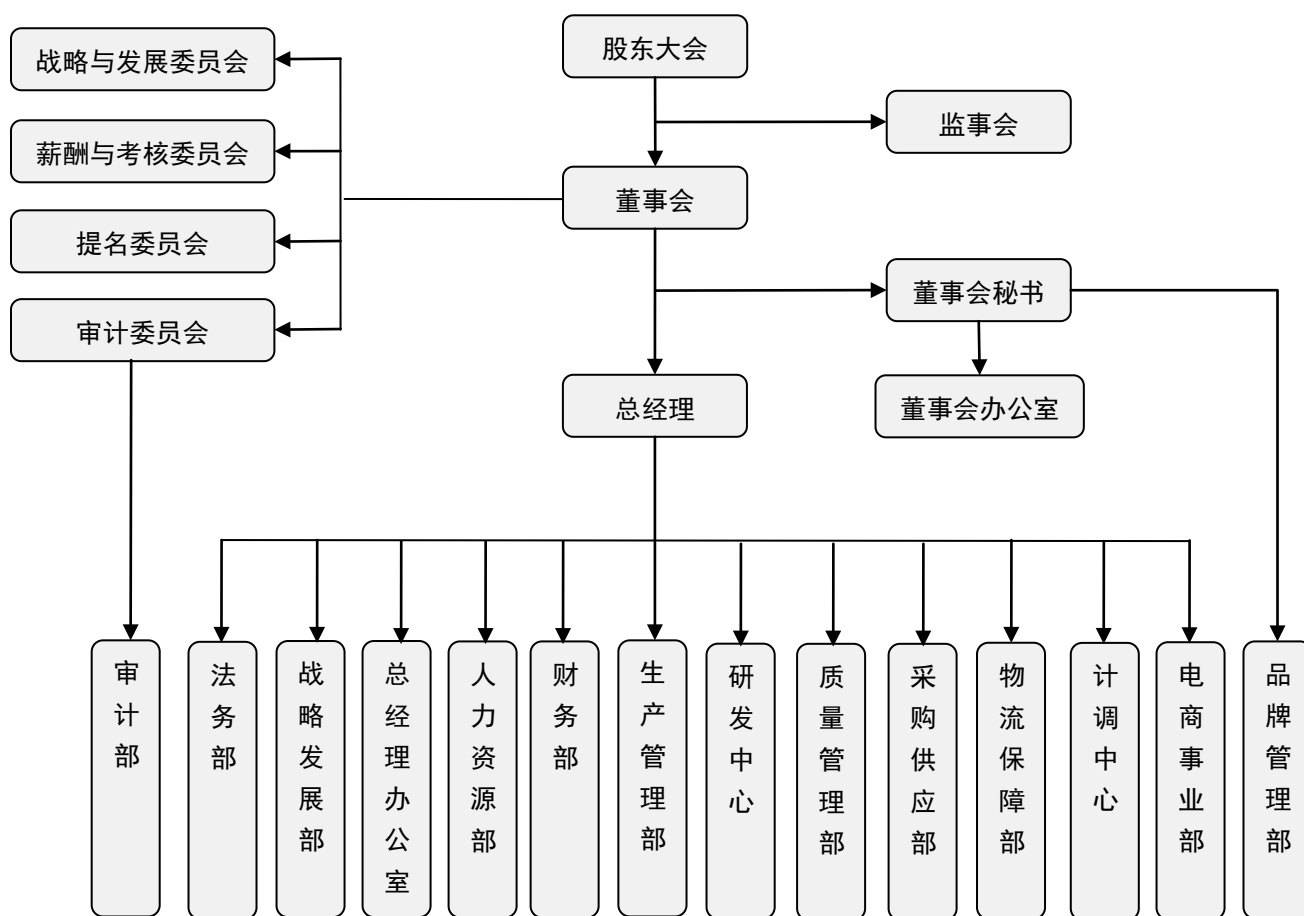 股东大会
战略与发展委员会
监事会
薪酬与考核委员会
董事会
提名委员会
董事会秘书
审计委员会
总经理
董事会办公室
审计部
法务部
战略发展部
总经理办公室
人力资源部
财务部
生产管理部
研发中心
质量管理部
采购供应部
物流保障部
计调中心
电商事业部
品牌管理部